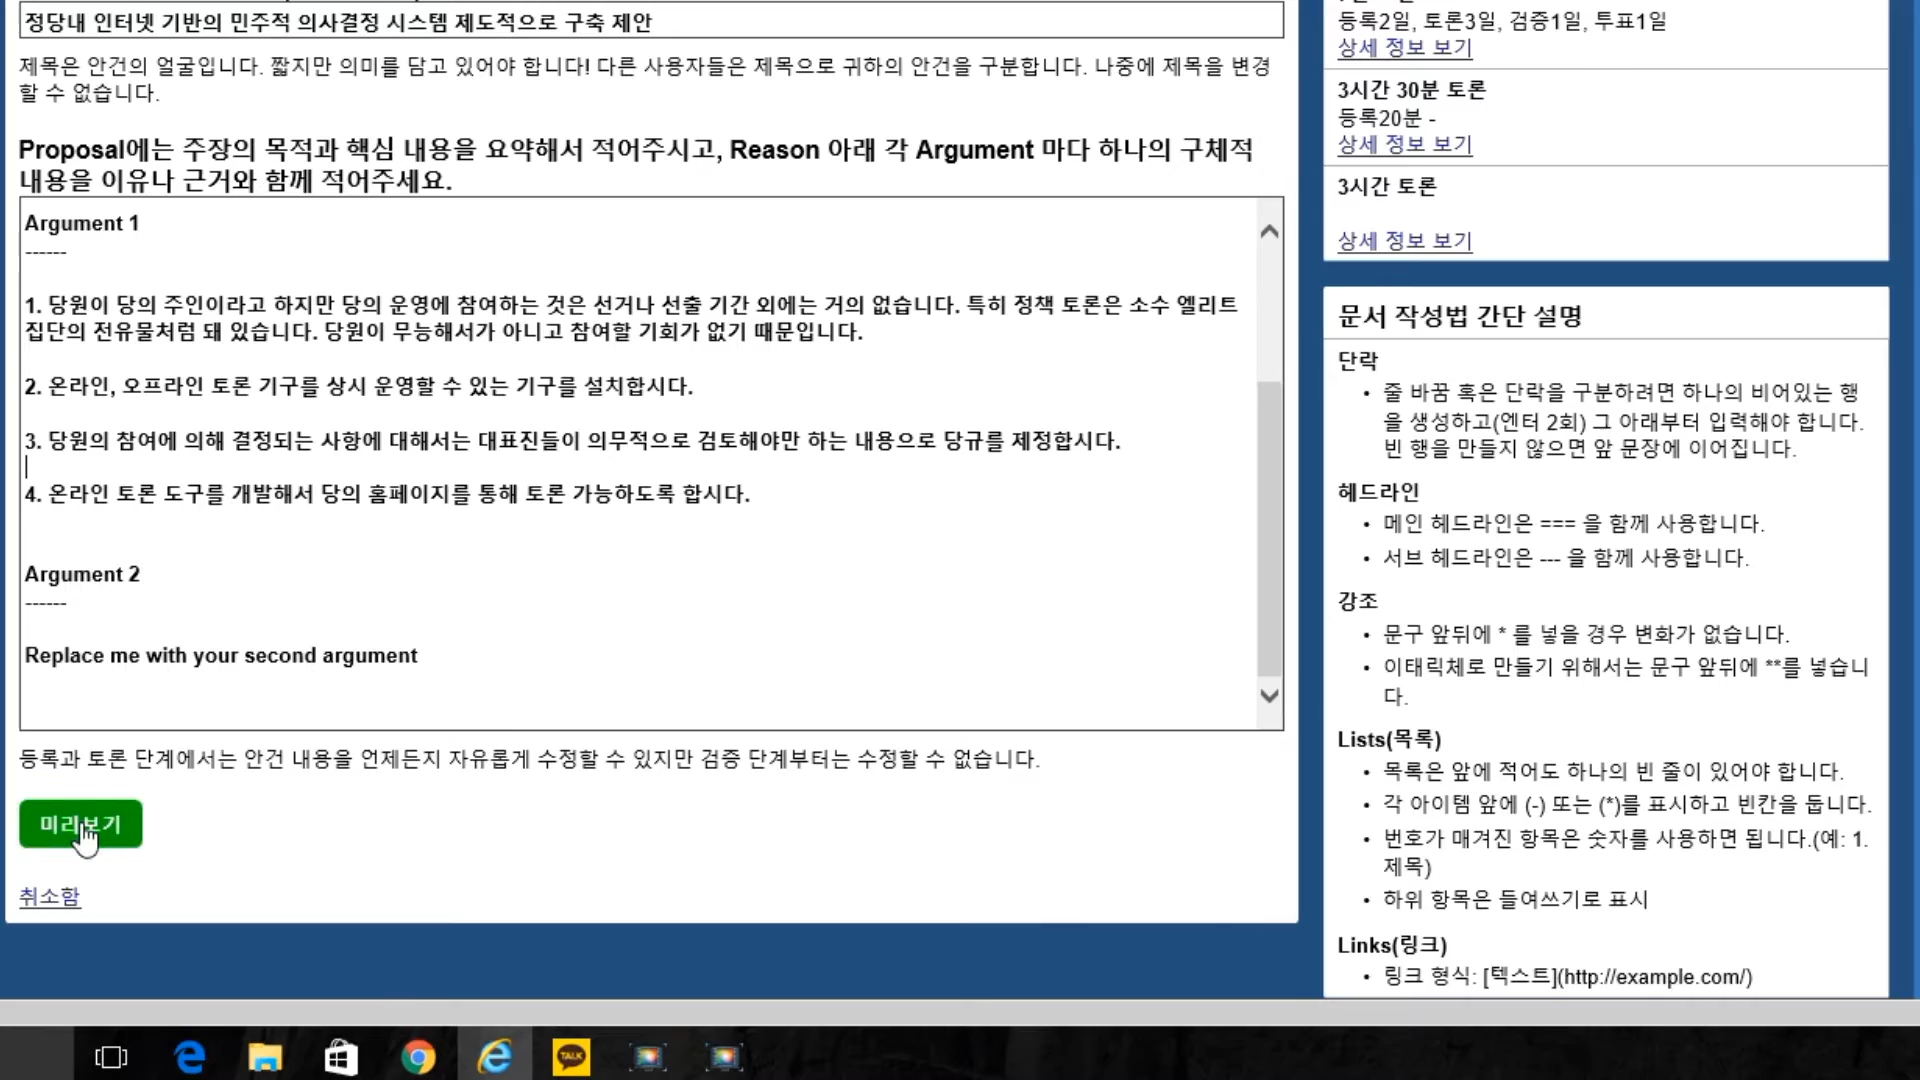 정당내 인터넷 기반의 민주적 의사결정 시스템 제도적으로 구축 제안
제목은 안건의 얼굴입니다. 짧지만 의미를 담고 있어야 합니다! 다른 사용자들은 제목으로 귀하의 안건을 구분합니다. 나중에 제목을 변경
할 수 없습니다.
Proposal에는 주장의 목적과 핵심 내용을 요약해서 적어주시고, Reason 아래 각 Argument 마다 하나의 구체적
내용을 이유나 근거와 함께 적어주세요.
Argument 1
------
1. 당원이 당의 주인이라고 하지만 당의 운영에 참여하는 것은 선거나 선출 기간 외에는 거의 없습니다. 특히 정책 토론은 소수 엘리트
집단의 전유물처럼 돼 있습니다. 당원이 무능해서가 아니고 참여할 기회가 없기 때문입니다.
2. 온라인, 오프라인 토론 기구를 상시 운영할 수 있는 기구를 설치합시다.
3. 당원의 참여에 의해 결정되는 사항에 대해서는 대표진들이 의무적으로 검토해야만 하는 내용으로 당규를 제정합시다.
4. 온라인 토론 도구를 개발해서 당의 홈페이지를 통해 토론 가능하도록 합시다.
Argument 2
------
Replace me with your second argument
등록과 토론 단계에서는 안건 내용을 언제든지 자유롭게 수정할 수 있지만 검증 단계부터는 수정할 수 없습니다.
미리보기
취소함
등록2일, 토론3일, 검증1일, 투표1일
상세 정보 보기
3시간 30분 토론
등록20분 -
상세 정보 보기
3시간 토론
상세 정보 보기
문서 작성법 간단 설명
단락
• 줄 바꿈 혹은 단락을 구분하려면 하나의 비어있는 행
을 생성하고(엔터 2회) 그 아래부터 입력해야 합니다.
빈 행을 만들지 않으면 앞 문장에 이어집니다.
헤드라인
• 메인 헤드라인은 === 을 함께 사용합니다.
• 서브 헤드라인은 --- 을 함께 사용합니다.
강조
• 문구 앞뒤에 * 를 넣을 경우 변화가 없습니다.
• 이태릭체로 만들기 위해서는 문구 앞뒤에 **를 넣습니
다.
Lists(목록)
• 목록은 앞에 적어도 하나의 빈 줄이 있어야 합니다.
• 각 아이템 앞에 (-) 또는 (*)를 표시하고 빈칸을 둡니다.
• 번호가 매겨진 항목은 숫자를 사용하면 됩니다.(예: 1.
제목)
• 하위 항목은 들여쓰기로 표시
Links(링크)
• 링크 형식: [텍스트](http://example.com/)
TALK